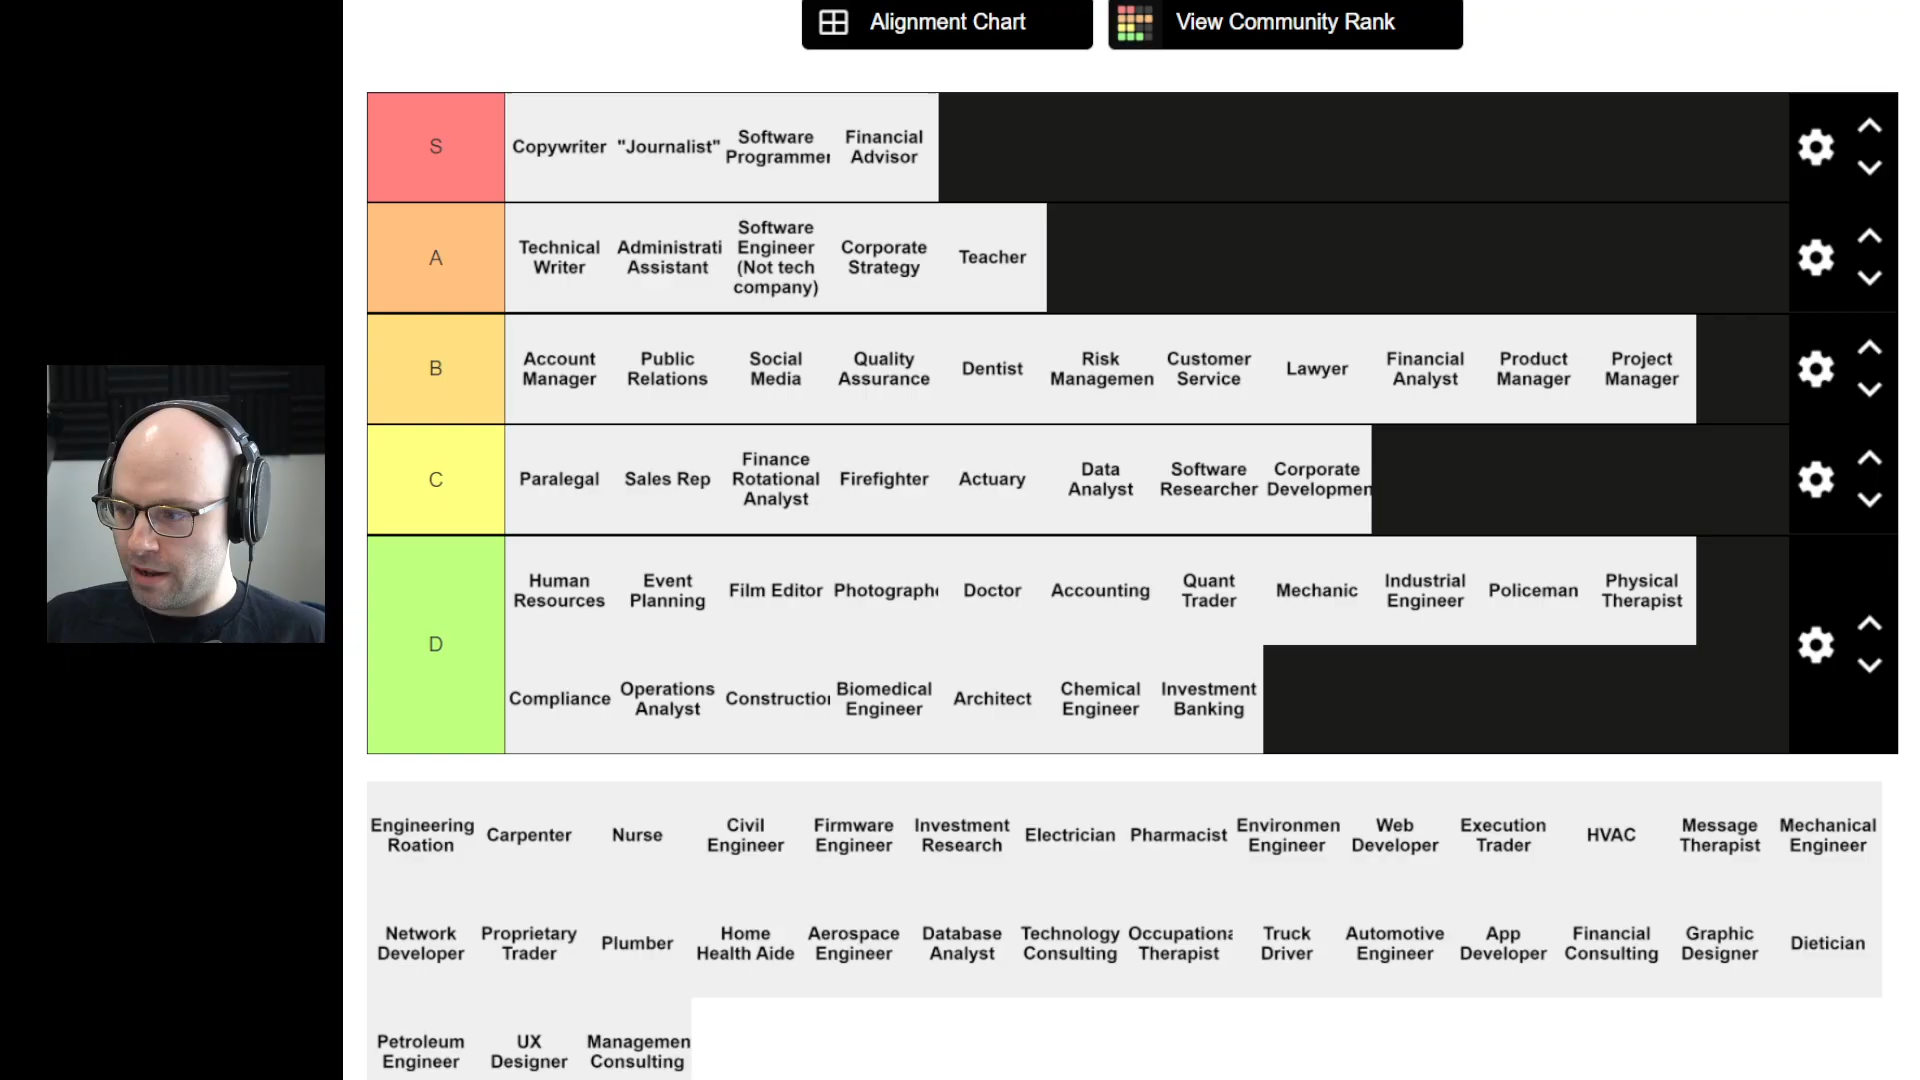 Alignment Chart
View Community Rank
S
Copywriter
"Journalist"
Software
Programmer
Financial
Advisor
A
Technical
Writer
Administrati
Assistant
Software
Engineer
(Not tech
company)
Corporate
Strategy
Teacher
B
Account
Manager
Public
Relations
Social
Media
Quality
Assurance
Dentist
Risk
Managemen
Customer
Service
Lawyer
Financial
Analyst
Product
Manager
Project
Manager
C
Paralegal
Sales Rep
Finance
Rotational
Analyst
Firefighter
Actuary
Data
Analyst
Software
Researcher
Corporate
Developmen
D
Human
Resources
Event
Planning
Film Editor
Photograph
Doctor
Accounting
Quant
Trader
Mechanic
Industrial
Engineer
Policeman
Physical
Therapist
Compliance
Operations
Analyst
Construction
Biomedical
Engineer
Architect
Chemical
Engineer
Investment
Banking
Engineering
Roation
Carpenter
Nurse
Civil
Engineer
Firmware
Engineer
Investment
Research
Electrician
Pharmacist
Environmen
Engineer
Web
Developer
Execution
Trader
HVAC
Message
Therapist
Mechanical
Engineer
Network
Developer
Proprietary
Trader
Plumber
Home
Health Aide
Aerospace
Engineer
Database
Analyst
Technology
Consulting
Occupationa
Therapist
Truck
Driver
Automotive
Engineer
App
Developer
Financial
Consulting
Graphic
Designer
Dietician
Petroleum
Engineer
UX
Designer
Managemen
Consulting